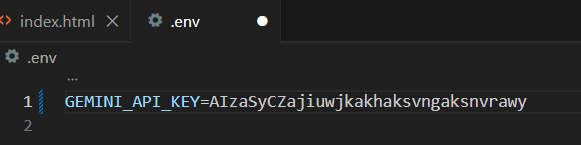 <> index.html ×
.env
.env
...
1 GEMINI_API_KEY=AIzaSyCZajiuwjkakhaksvngaksnvrawy
2